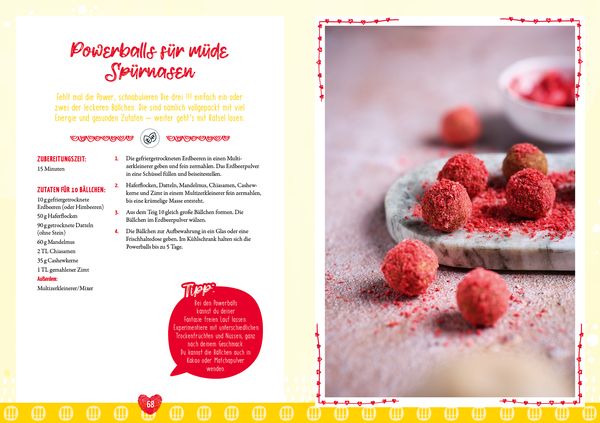 Powerballs für müde
Spürnasen
Fehlt mal die Power, schnabulieren Die drei !!! einfach ein oder
zwei der leckeren Bällchen. Die sind nämlich vollgepackt mit viel
Energie und gesunden Zutaten – weiter geht's mit Rätsel lösen.
ZUBEREITUNGSZEIT:
15 Minuten
ZUTATEN FÜR 10 BÄLLCHEN:
10 g gefriergetrocknete
Erdbeeren (oder Himbeeren)
50 g Haferflocken
90 g getrocknete Datteln
(ohne Stein)
60 g Mandelmus
2 TL Chiasamen
35 g Cashewkerne
1 TL gemahlener Zimt
Außerdem:
Multizerkleinerer/Mixer
1. Die gefriergetrockneten Erdbeeren in einen Multi-
zerkleinerer geben und fein zermahlen. Das Erdbeerpulver
in eine Schüssel füllen und beiseitestellen.
2. Haferflocken, Datteln, Mandelmus, Chiasamen, Cashew-
kerne und Zimt in einem Multizerkleinerer fein zermahlen,
bis eine krümelige Masse entsteht.
3. Aus dem Teig 10 gleich große Bällchen formen. Die
Bällchen im Erdbeerpulver wälzen.
4. Die Bällchen zur Aufbewahrung in ein Glas oder eine
Frischhaltedose geben. Im Kühlschrank halten sich die
Powerballs bis zu 5 Tage.
Tipp:
Bei den Powerballs
kannst du deiner
Fantasie freien Lauf lassen.
Experimentiere mit unterschiedlichen
Trockenfrüchten und Nüssen, ganz
nach deinem Geschmack.
Du kannst die Bällchen auch in
Kakao oder Matchapulver
wenden.
68